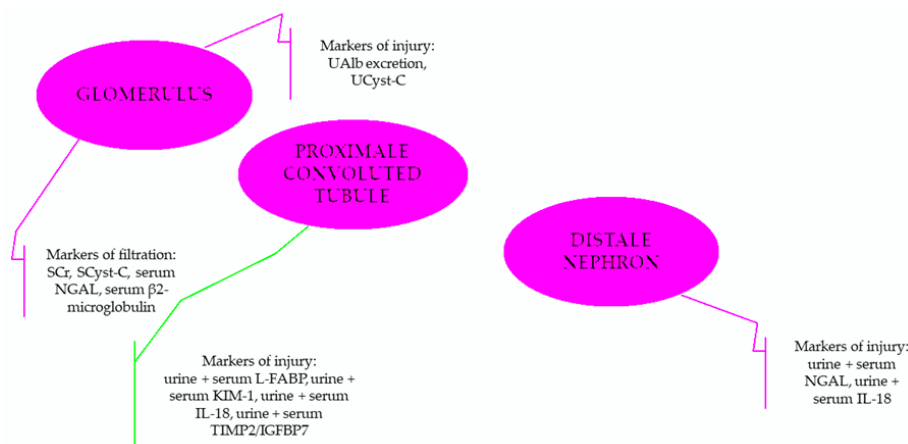 GLOMERULUS
Markers of injury:
UAlb excretion,
UCyst-C
PROXIMALE
CONVOLUTED
TUBULE
DISTALE
NEPHRON
Markers of filtration:
SCr, SCyst-C, serum
NGAL, serum β2-
microglobulin
Markers of injury:
urine + serum L-FABP, urine +
serum KIM-1, urine + serum
IL-18, urine + serum
TIMP2/IGFBP7
Markers of injury:
urine + serum
NGAL, urine +
serum IL-18